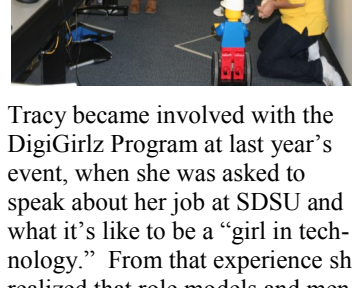 Tracy became involved with the
DigiGirlz Program at last year’s
event, when she was asked to
speak about her job at SDSU and
what it’s like to be a “girl in tech-
nology.”  From that experience sh
realized that role models and men